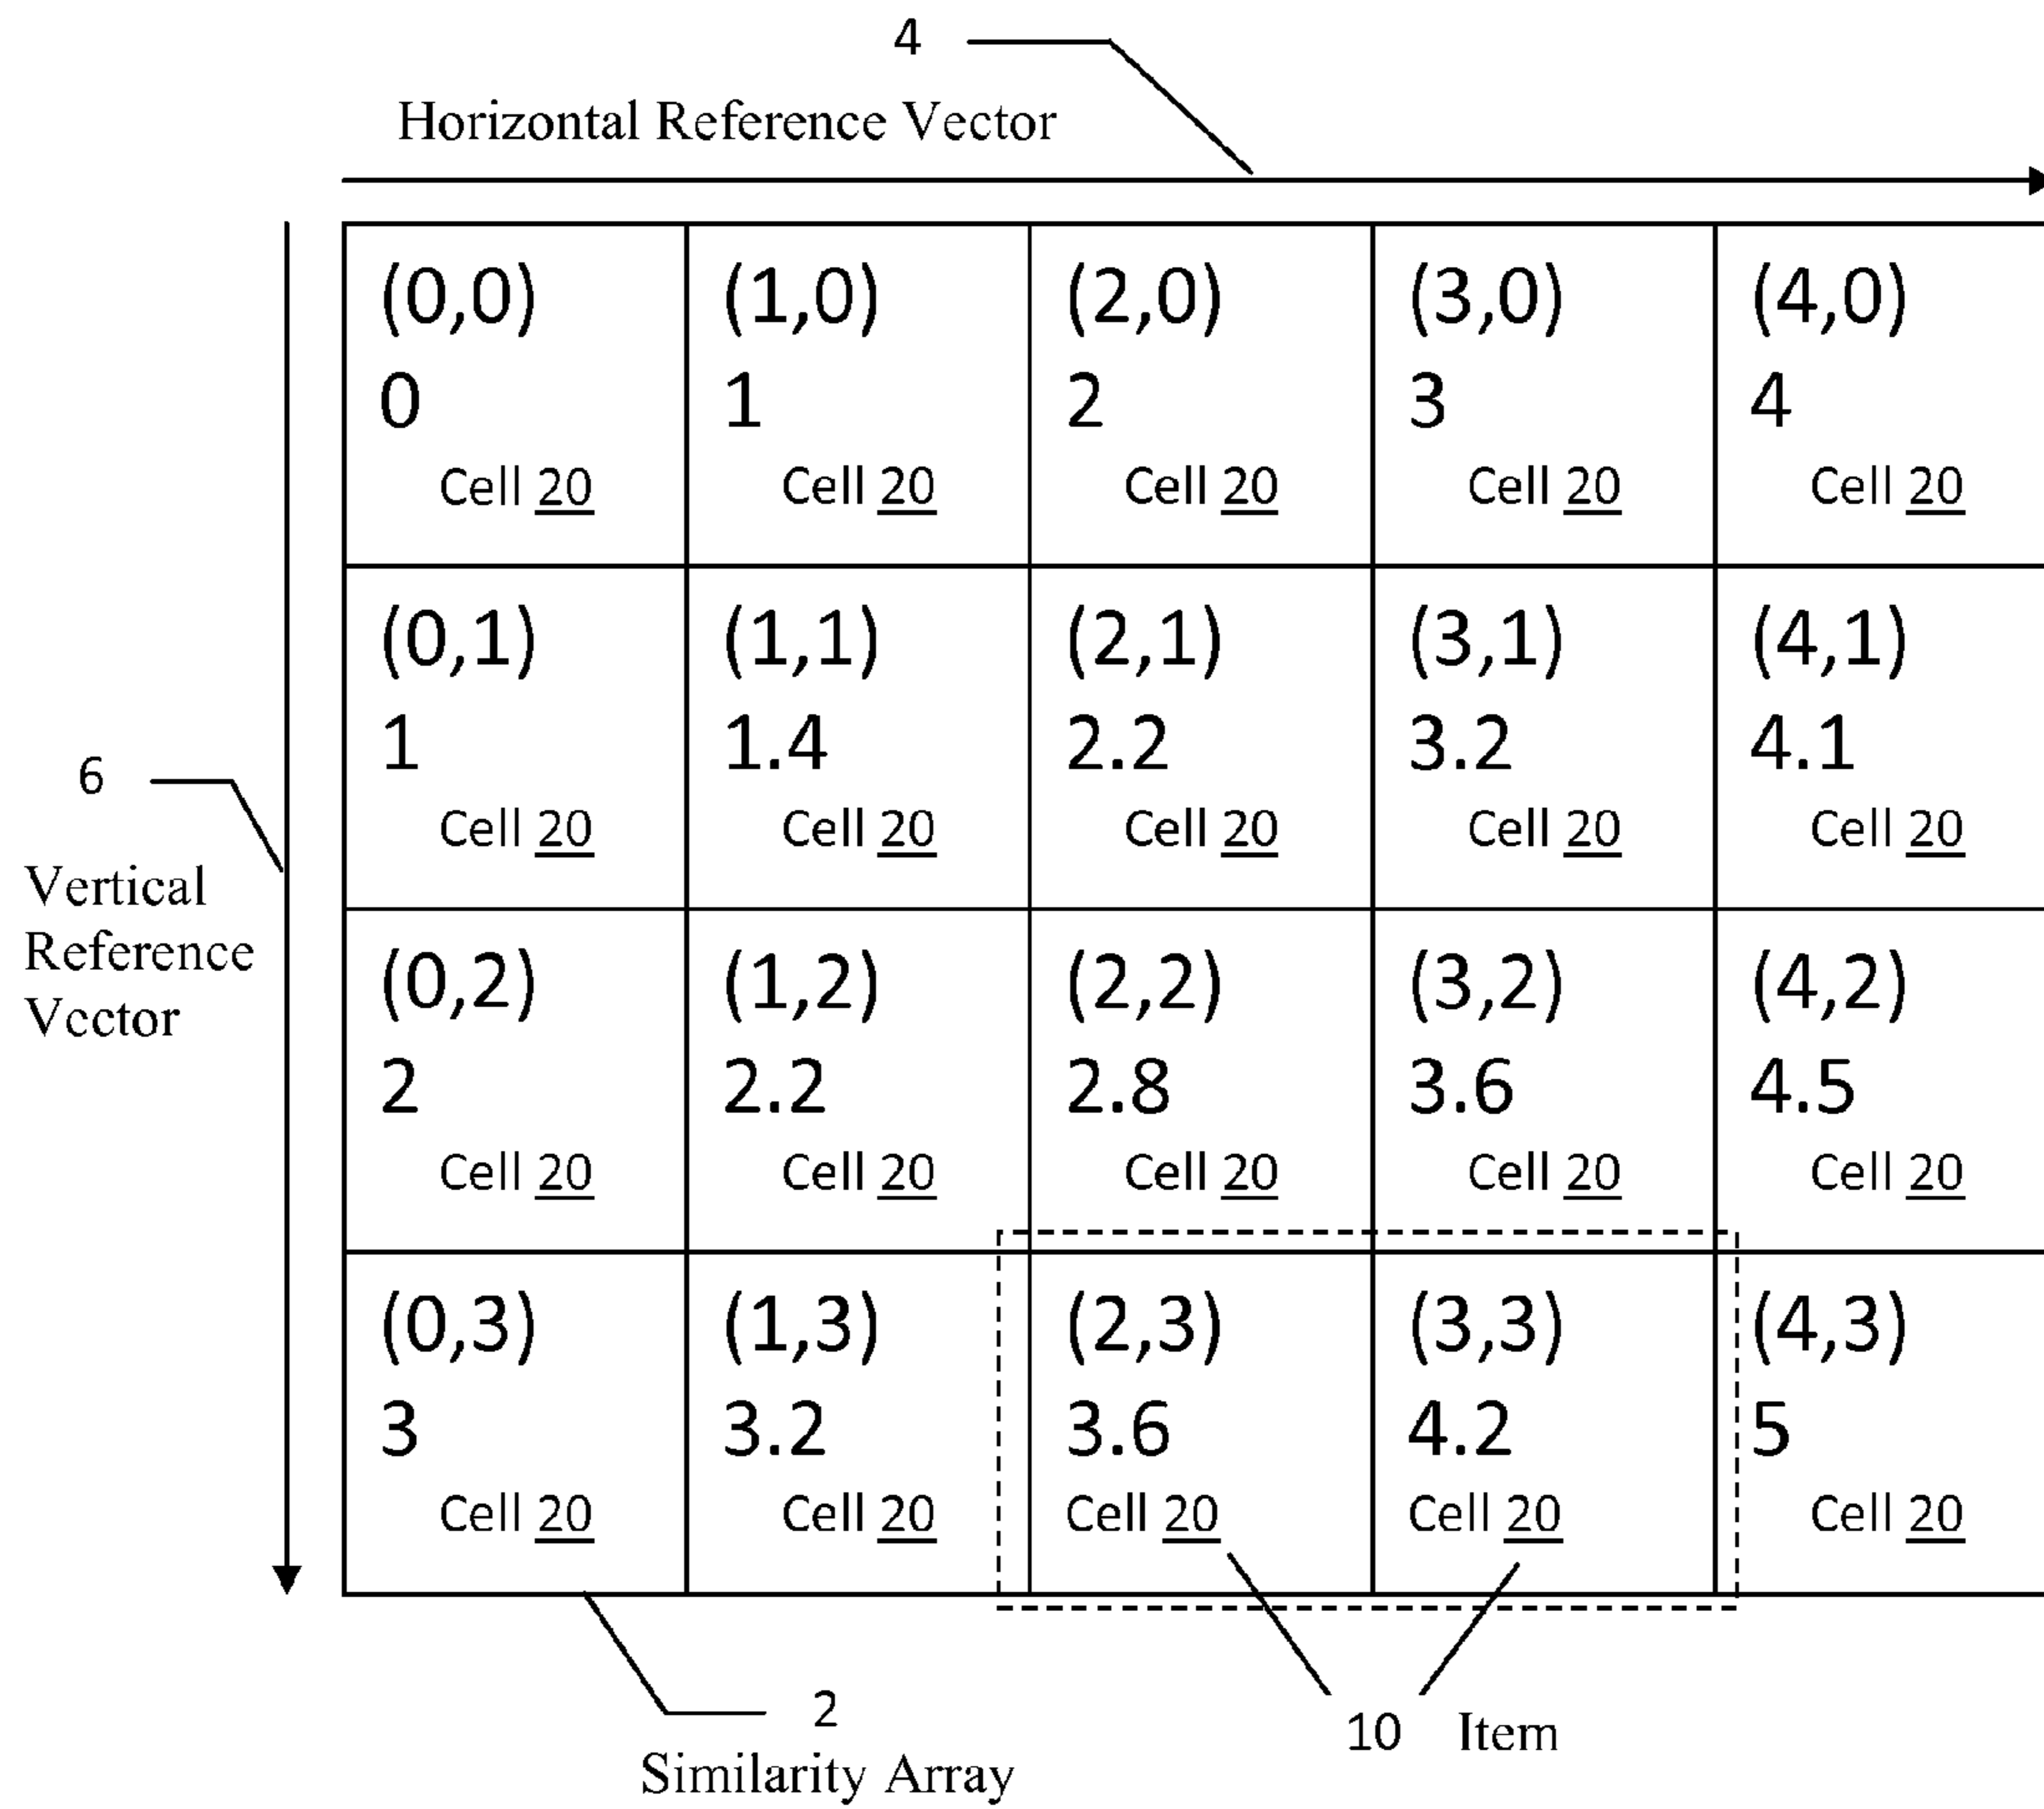 4
Horizontal Reference Vector
(0,0) (1,0) (2,0) (3,0) (4,0)
0 1 2 3 4
Cell 20 Cell 20 Cell 20 Cell 20 Cell 20
(0,1) (1,1) (2,1) (3,1) (4,1)
1 1.4 2.2 3.2 4.1
Cell 20 Cell 20 Cell 20 Cell 20 Cell 20
6
Vertical
Reference
Vector
(0,2) (1,2) (2,2) (3,2) (4,2)
2 2.2 2.8 3.6 4.5
Cell 20 Cell 20 Cell 20 Cell 20 Cell 20
(0,3) (1,3) (2,3) (3,3) (4,3)
3 3.2 3.6 4.2 5
Cell 20 Cell 20 Cell 20 Cell 20 Cell 20
2
Similarity Array
10 Item